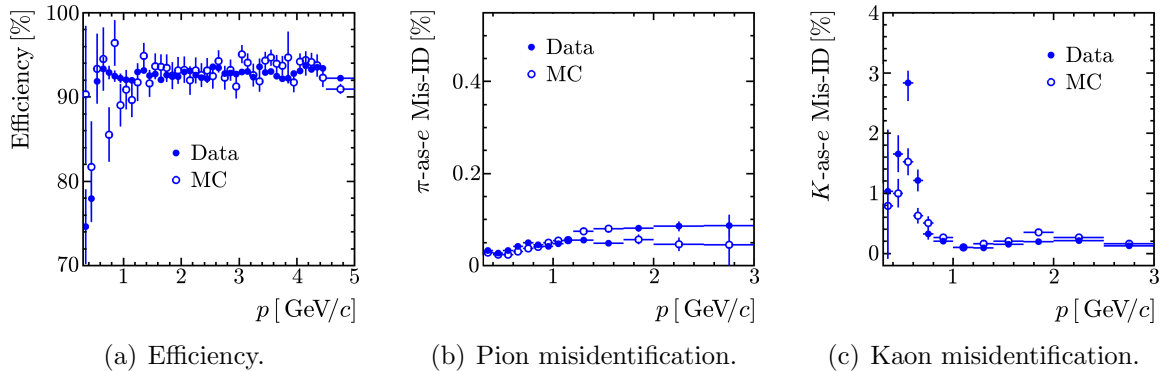 Efficiency [%]
100
90
80
70
Data
MC
1
2
3
4
5
p [ GeV/c]
(a) Efficiency.
π-as-e Mis-ID [%]
0.4
0.2
0
Data
MC
1
2
3
p [ GeV/c]
(b) Pion misidentification.
K-as-e Mis-ID [%]
4
3
2
1
0
Data
MC
1
2
3
p [ GeV/c]
(c) Kaon misidentification.